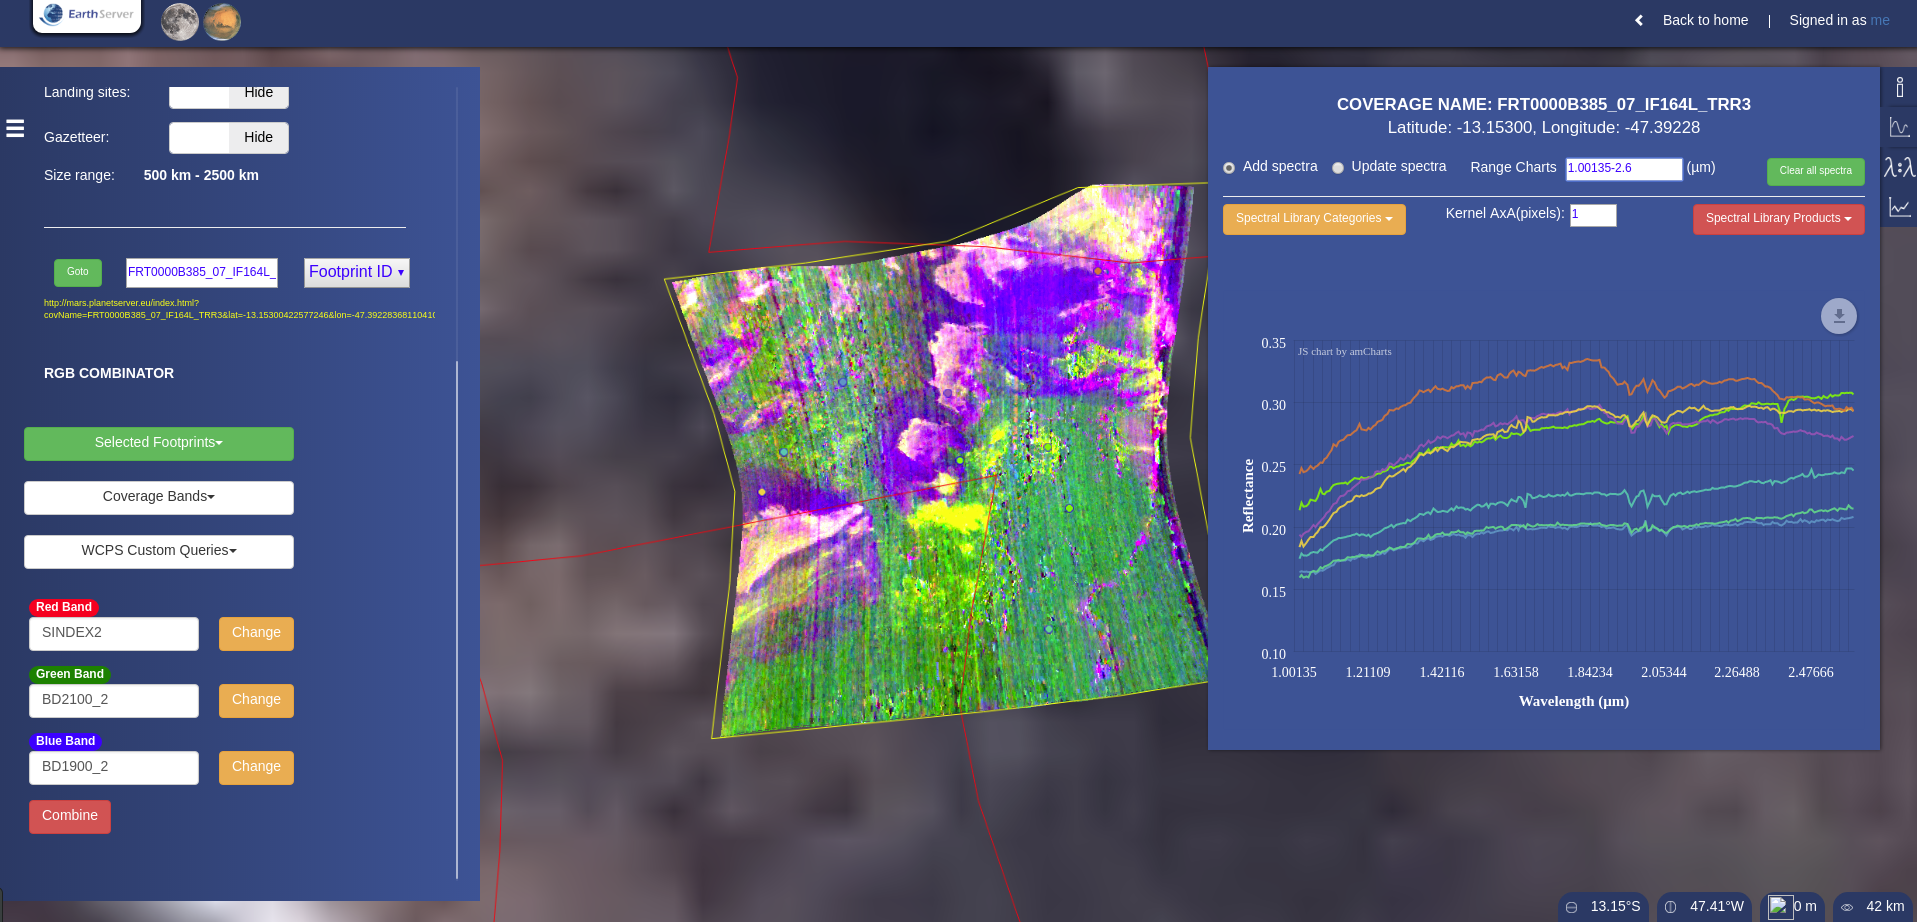 EarthServer
Back to home | Signed in as me
Landing sites: Hide
Gazetteer: Hide
Size range: 500 km - 2500 km
Goto FRT0000B385_07_IF164L_ Footprint ID
http://mars.planetserver.eu/index.html?
covName=FRT0000B385_07_IF164L_TRR3&lat=-13.15300422577246&lon=-47.3922836811041
RGB COMBINATOR
Selected Footprints
Coverage Bands
WCPS Custom Queries
Red Band
SINDEX2 Change
Green Band
BD2100_2 Change
Blue Band
BD1900_2 Change
Combine
COVERAGE NAME: FRT0000B385_07_IF164L_TRR3
Latitude: -13.15300, Longitude: -47.39228
Add spectra Update spectra Range Charts 1.00135-2.6 (µm) Clear all spectra
Spectral Library Categories Kernel AxA(pixels): 1 Spectral Library Products
λ:λ
JS chart by amCharts
0.35
0.30
0.25
0.20
0.15
0.10
Reflectance
1.00135 1.21109 1.42116 1.63158 1.84234 2.05344 2.26488 2.47666
Wavelength (µm)
13.15°S 47.41°W 0 m 42 km